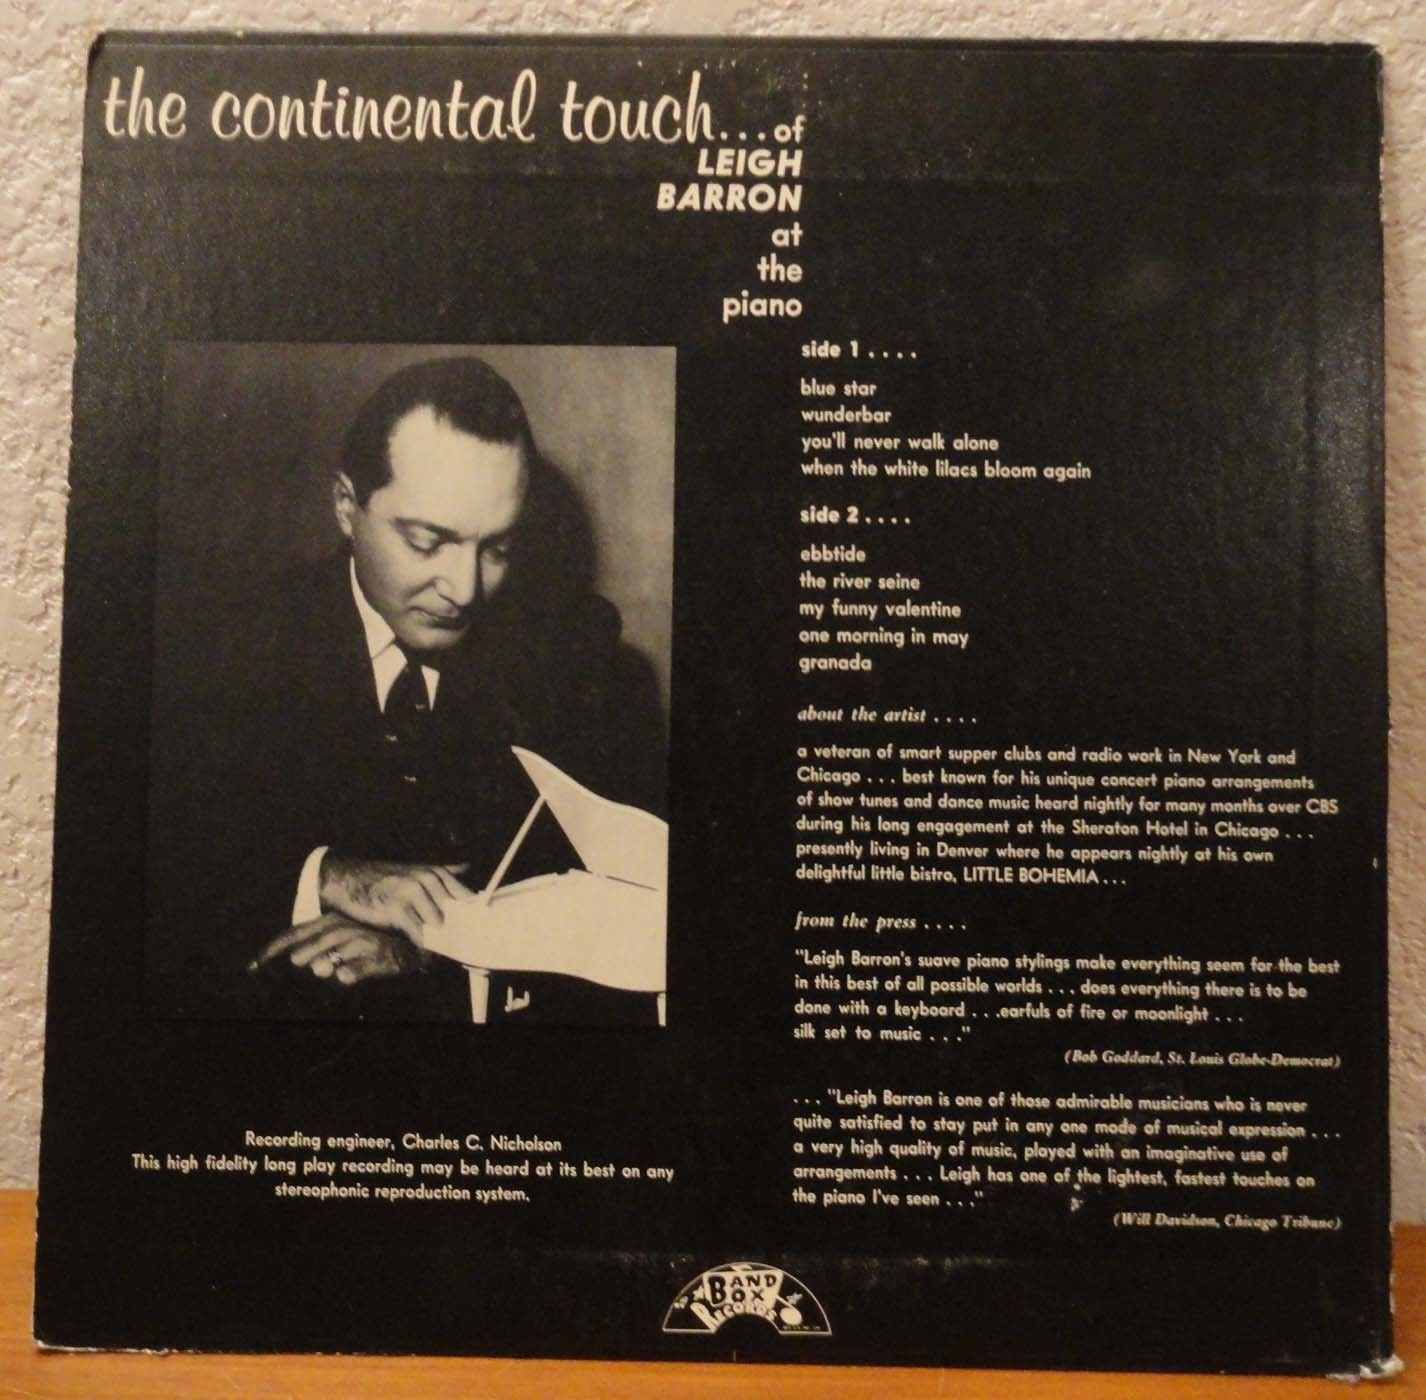 the continental touch...of
LEIGH
BARRON
at
the
piano
side 1 . . . .
blue star
wunderbar
you'll never walk alone
when the white lilacs bloom again
side 2 . . . .
ebbtide
the river seine
my funny valentine
one morning in may
granada
about the artist . . . .
a veteran of smart supper clubs and radio work in New York and
Chicago . . . best known for his unique concert piano arrangements
of show tunes and dance music heard nightly for many months over CBS
during his long engagement at the Sheraton Hotel in Chicago . . .
presently living in Denver where he appears nightly at his own
delightful little bistro, LITTLE BOHEMIA . . .
from the press . . . .
"Leigh Barron's suave piano stylings make everything seem for the best
in this best of all possible worlds . . . does everything there is to be
done with a keyboard . . .earfuls of fire or moonlight . . .
silk set to music . . ."
(Bob Goddard, St. Louis Globe-Democrat)
. . . "Leigh Barron is one of those admirable musicians who is never
quite satisfied to stay put in any one mode of musical expression . . .
a very high quality of music, played with an imaginative use of
arrangements . . . Leigh has one of the lightest, fastest touches on
the piano I've seen . . ."
(Will Davidson, Chicago Tribune)
Recording engineer, Charles C. Nicholson
This high fidelity long play recording may be heard at its best on any
stereophonic reproduction system.
BAND
BOX
RECORDS